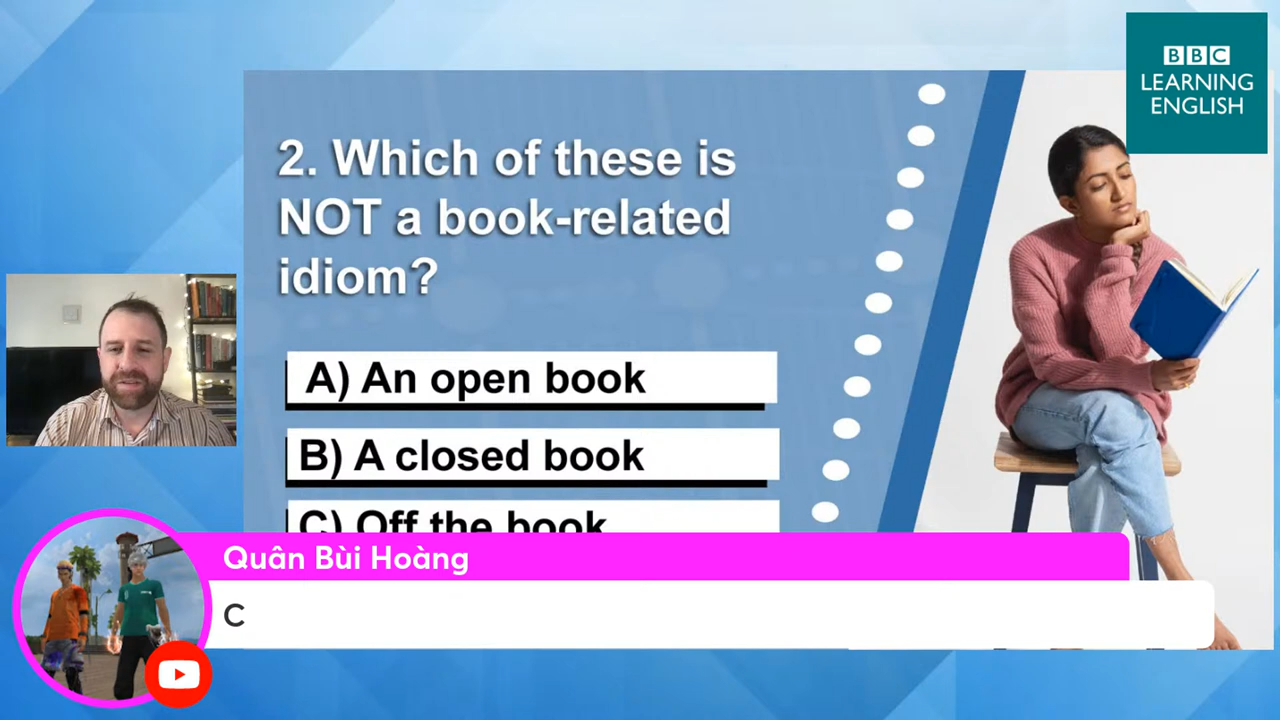 BBC
LEARNING
ENGLISH
2. Which of these is
NOT a book-related
idiom?
A) An open book
B) A closed book
C) Off the book
Quân Bùi Hoàng
C